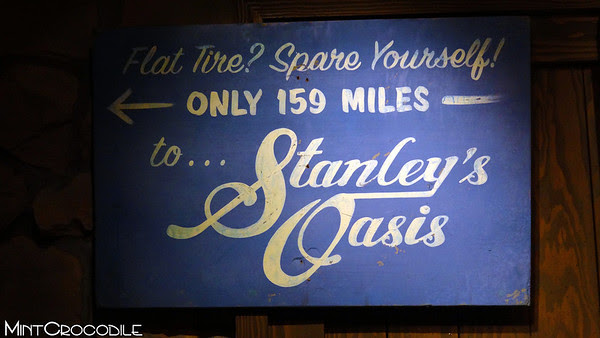 Flat Tire? Spare Yourself!
ONLY 159 MILES
to... Stanley's
Oasis
MINTCROCODILE